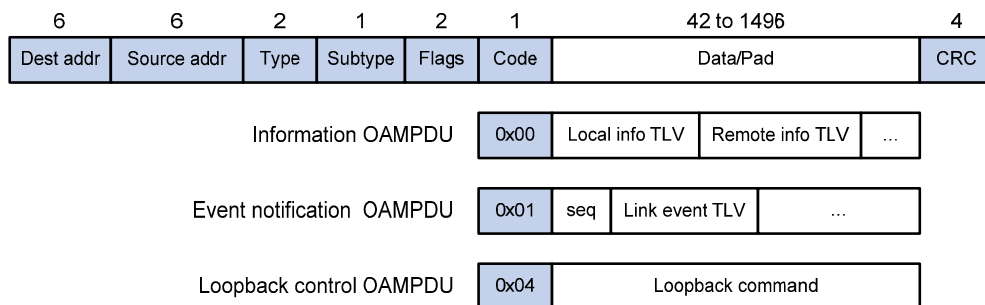 6 6 2 1 2 1 42 to 1496 4
Dest addr Source addr Type Subtype Flags Code Data/Pad CRC
Information OAMPDU 0x00 Local info TLV Remote info TLV ...
Event notification OAMPDU 0x01 seq Link event TLV ...
Loopback control OAMPDU 0x04 Loopback command